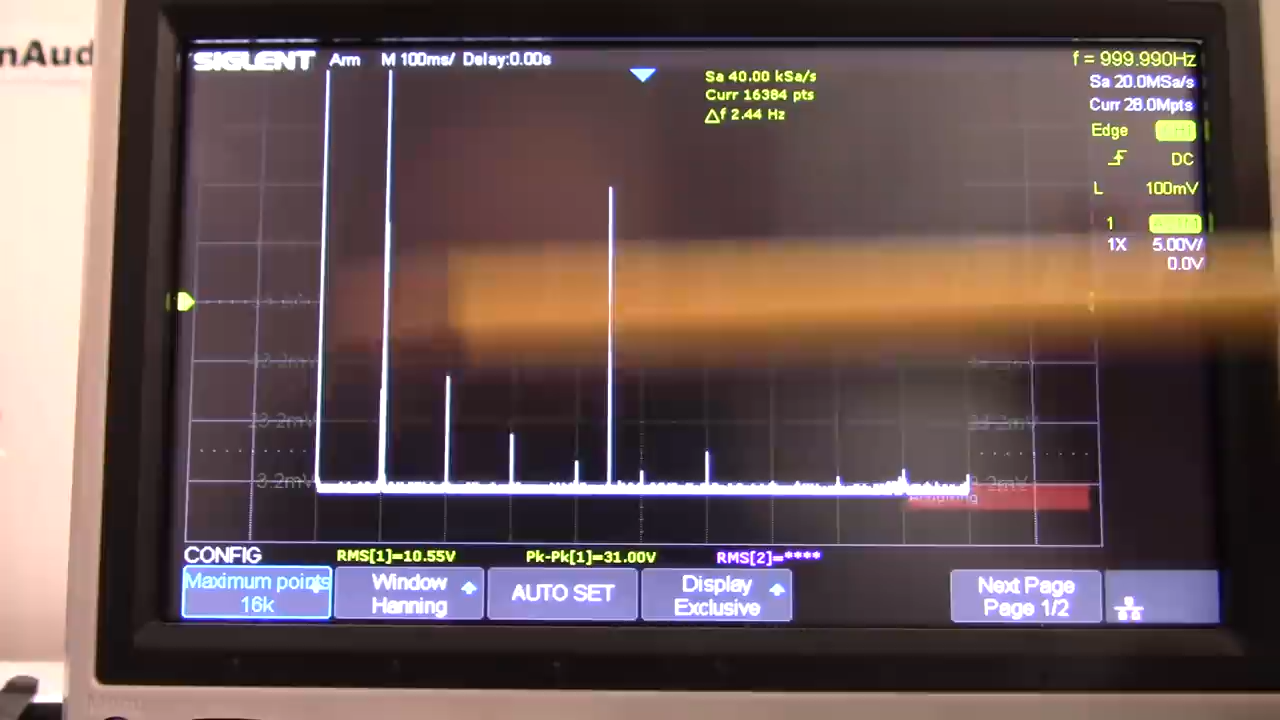 nAud
SIGLENT Arm M 100ms/ Delay:0.00s
f = 999.990Hz
Sa 40.00 kSa/s
Curr 16384 pts
△f 2.44 Hz
Sa 20.0MSa/s
Curr 28.0Mpts
Edge
DC
L 100mV
1
1X 5.00V/
0.0V
CONFIG
RMS[1]=10.55V Pk-Pk[1]=31.00V RMS[2]=****
Maximum points
16k
Window
Hanning
AUTO SET
Display
Exclusive
Next Page
Page 1/2